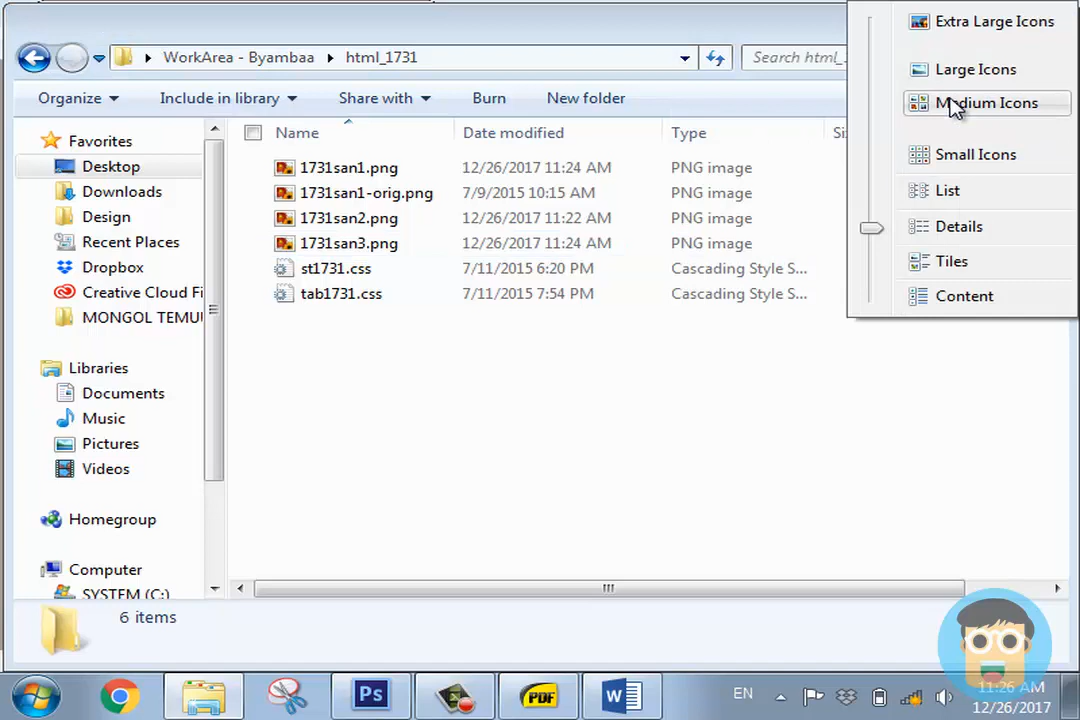 WorkArea - Byambaa html_1731 Search html_
Organize Include in library Share with Burn New folder
Extra Large Icons
Large Icons
Medium Icons
Small Icons
List
Details
Tiles
Content
Favorites
Desktop
Downloads
Design
Recent Places
Dropbox
Creative Cloud Fi
MONGOL TEMU
Libraries
Documents
Music
Pictures
Videos
Homegroup
Computer
SYSTEM (C:)
Name Date modified Type
1731san1.png 12/26/2017 11:24 AM PNG image
1731san1-orig.png 7/9/2015 10:15 AM PNG image
1731san2.png 12/26/2017 11:22 AM PNG image
1731san3.png 12/26/2017 11:24 AM PNG image
st1731.css 7/11/2015 6:20 PM Cascading Style S...
tab1731.css 7/11/2015 7:54 PM Cascading Style S...
6 items
Ps PDF W EN 11:26 AM
12/26/2017